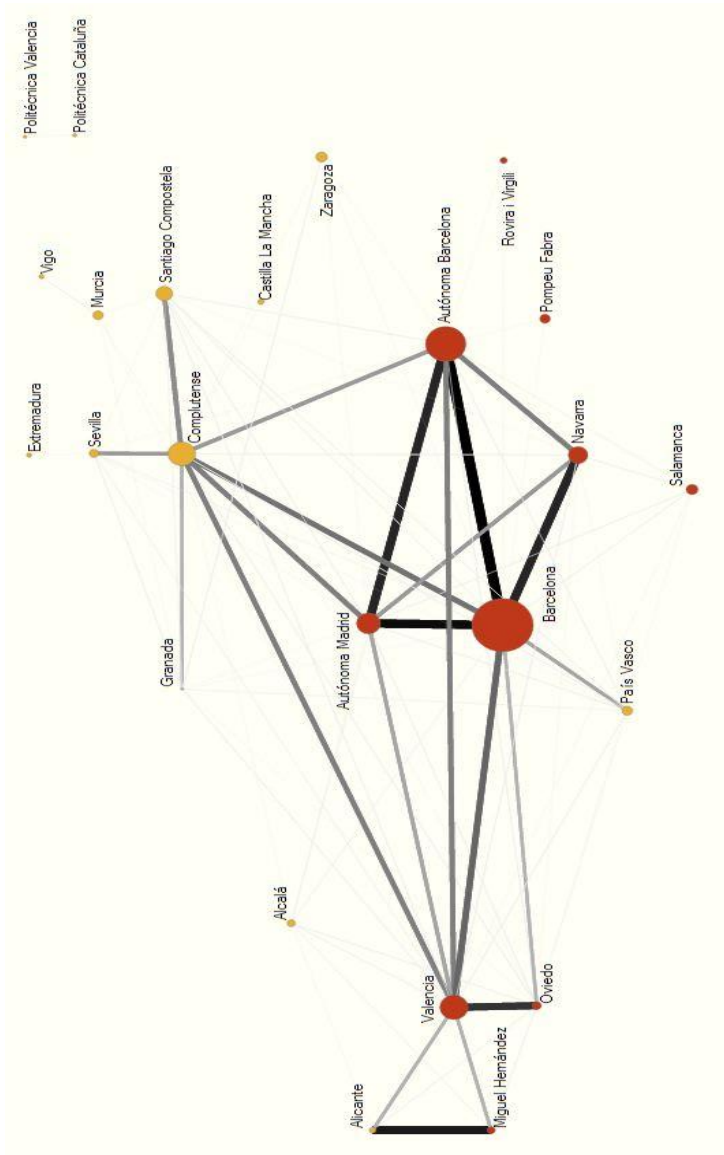 Politécnica Valencia
Extremadura
Vigo
Politécnica Cataluña
Sevilla
Murcia
Granada
Santiago Compostela
Complutense
Castilla La Mancha
Alcalá
Zaragoza
Autónoma Madrid
Alicante
Valencia
Autónoma Barcelona
Miguel Hernández
Rovira i Virgili
Oviedo
Barcelona
Pompeu Fabra
Navarra
País Vasco
Salamanca